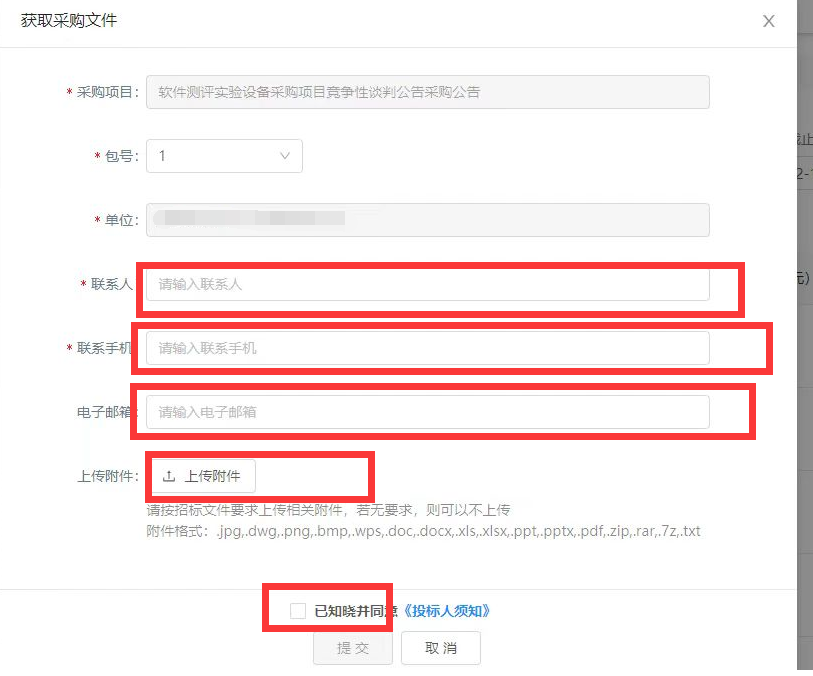 获取采购文件
* 采购项目: 软件测评实验设备采购项目竞争性谈判公告采购公告
* 包号: 1
* 单位:
* 联系人 请输入联系人
* 联系手机 请输入联系手机
电子邮箱: 请输入电子邮箱
上传附件: 上传附件
请按招标文件要求上传相关附件，若无要求，则可以不上传
附件格式: .jpg,.dwg,.png,.bmp,.wps,.doc,.docx,.xls,.xlsx,.ppt,.pptx,.pdf,.zip,.rar,.7z,.txt
已知晓并同意《投标人须知》
提 交 取 消